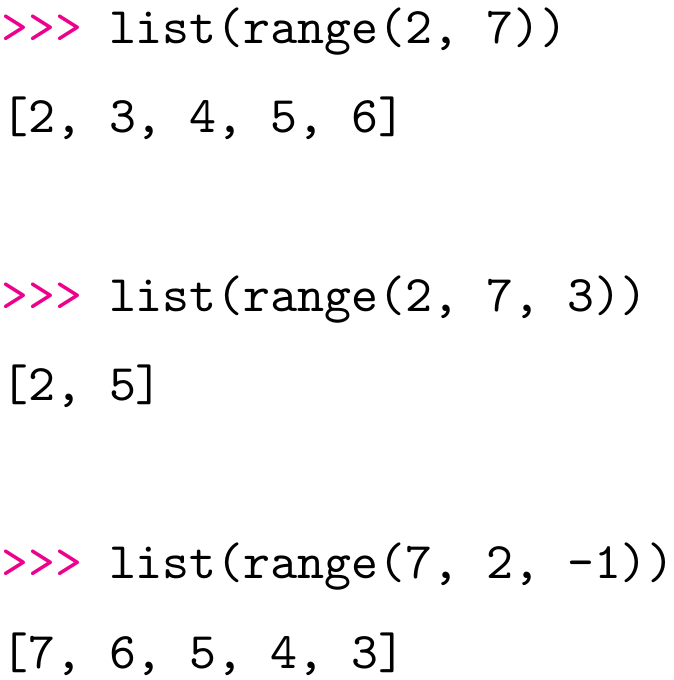 >>> list(range(2, 7))
[2, 3, 4, 5, 6]
>>> list(range(2, 7, 3))
[2, 5]
>>> list(range(7, 2, -1))
[7, 6, 5, 4, 3]